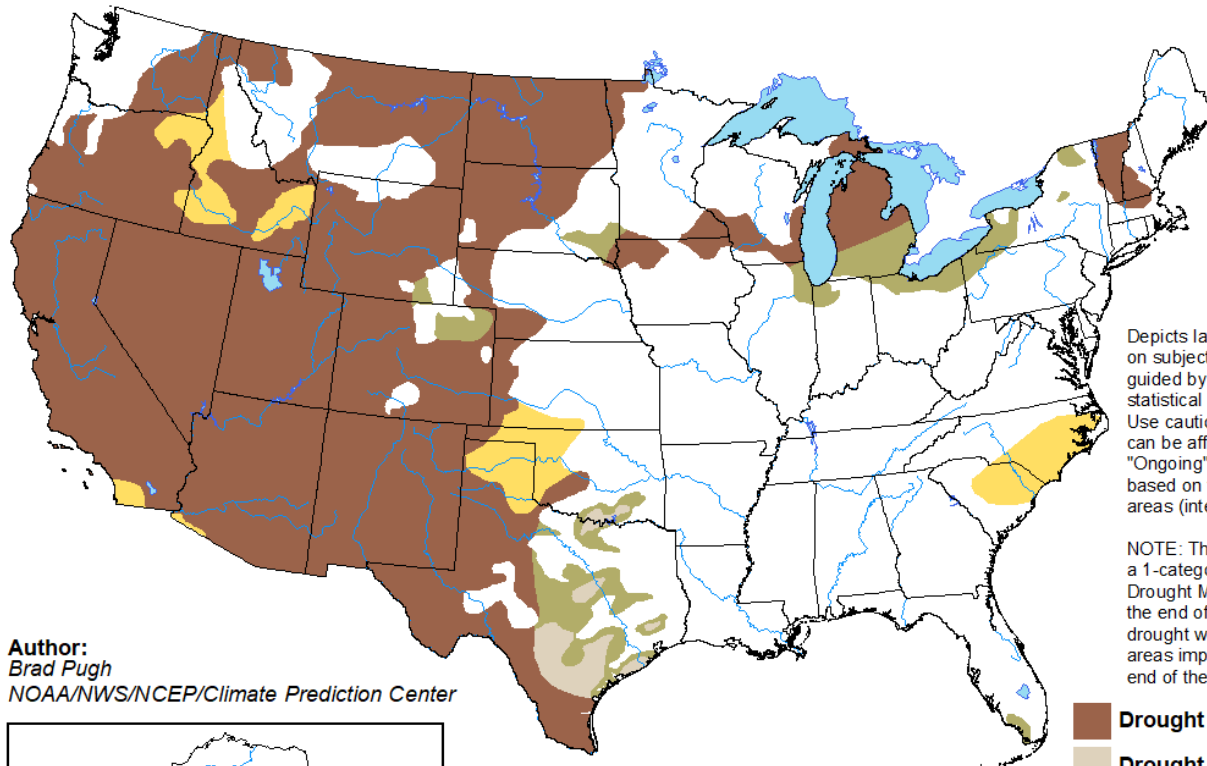 Depicts la
on subject
guided by
statistical
Use cautio
can be aff
"Ongoing"
based on
areas (inte
NOTE: Th
a 1-catego
Drought M
the end of
drought w
areas imp
end of the
Author:
Brad Pugh
NOAA/NWS/NCEP/Climate Prediction Center
Drought
Drought